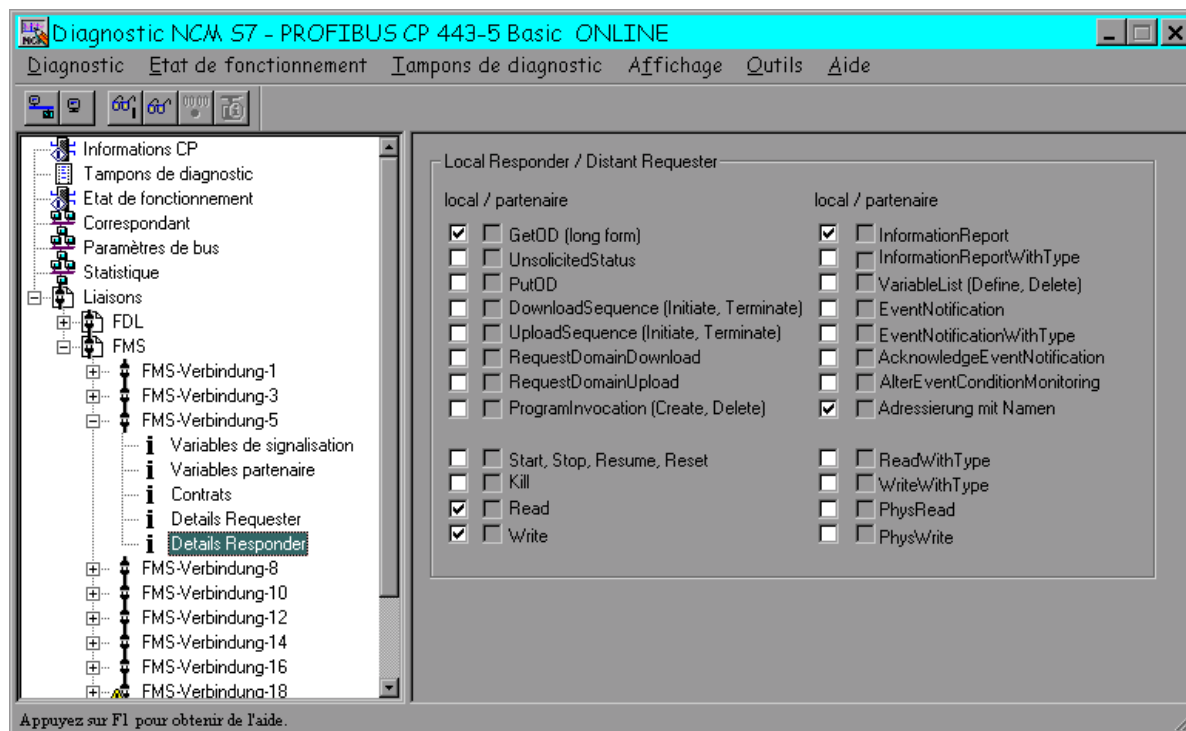 Diagnostic NCM S7 - PROFIBUS CP 443-5 Basic ONLINE
Diagnostic Etat de fonctionnement Tampons de diagnostic Affichage Outils Aide
Informations CP
Tampons de diagnostic
Etat de fonctionnement
Correspondant
Paramètres de bus
Statistique
Liaisons
FDL
FMS
FMS-Verbindung-1
FMS-Verbindung-3
FMS-Verbindung-5
Variables de signalisation
Variables partenaire
Contrats
Details Requester
Details Responder
FMS-Verbindung-8
FMS-Verbindung-10
FMS-Verbindung-12
FMS-Verbindung-14
FMS-Verbindung-16
FMS-Verbindung-18
Local Responder / Distant Requester
local / partenaire
GetOD (long form)
UnsolicitedStatus
PutOD
DownloadSequence (Initiate, Terminate)
UploadSequence (Initiate, Terminate)
RequestDomainDownload
RequestDomainUpload
ProgramInvocation (Create, Delete)
Start, Stop, Resume, Reset
Kill
Read
Write
local / partenaire
InformationReport
InformationReportWithType
VariableList (Define, Delete)
EventNotification
EventNotificationWithType
AcknowledgeEventNotification
AlterEventConditionMonitoring
Adressierung mit Namen
ReadWithType
WriteWithType
PhysRead
PhysWrite
Appuyez sur F1 pour obtenir de l'aide.